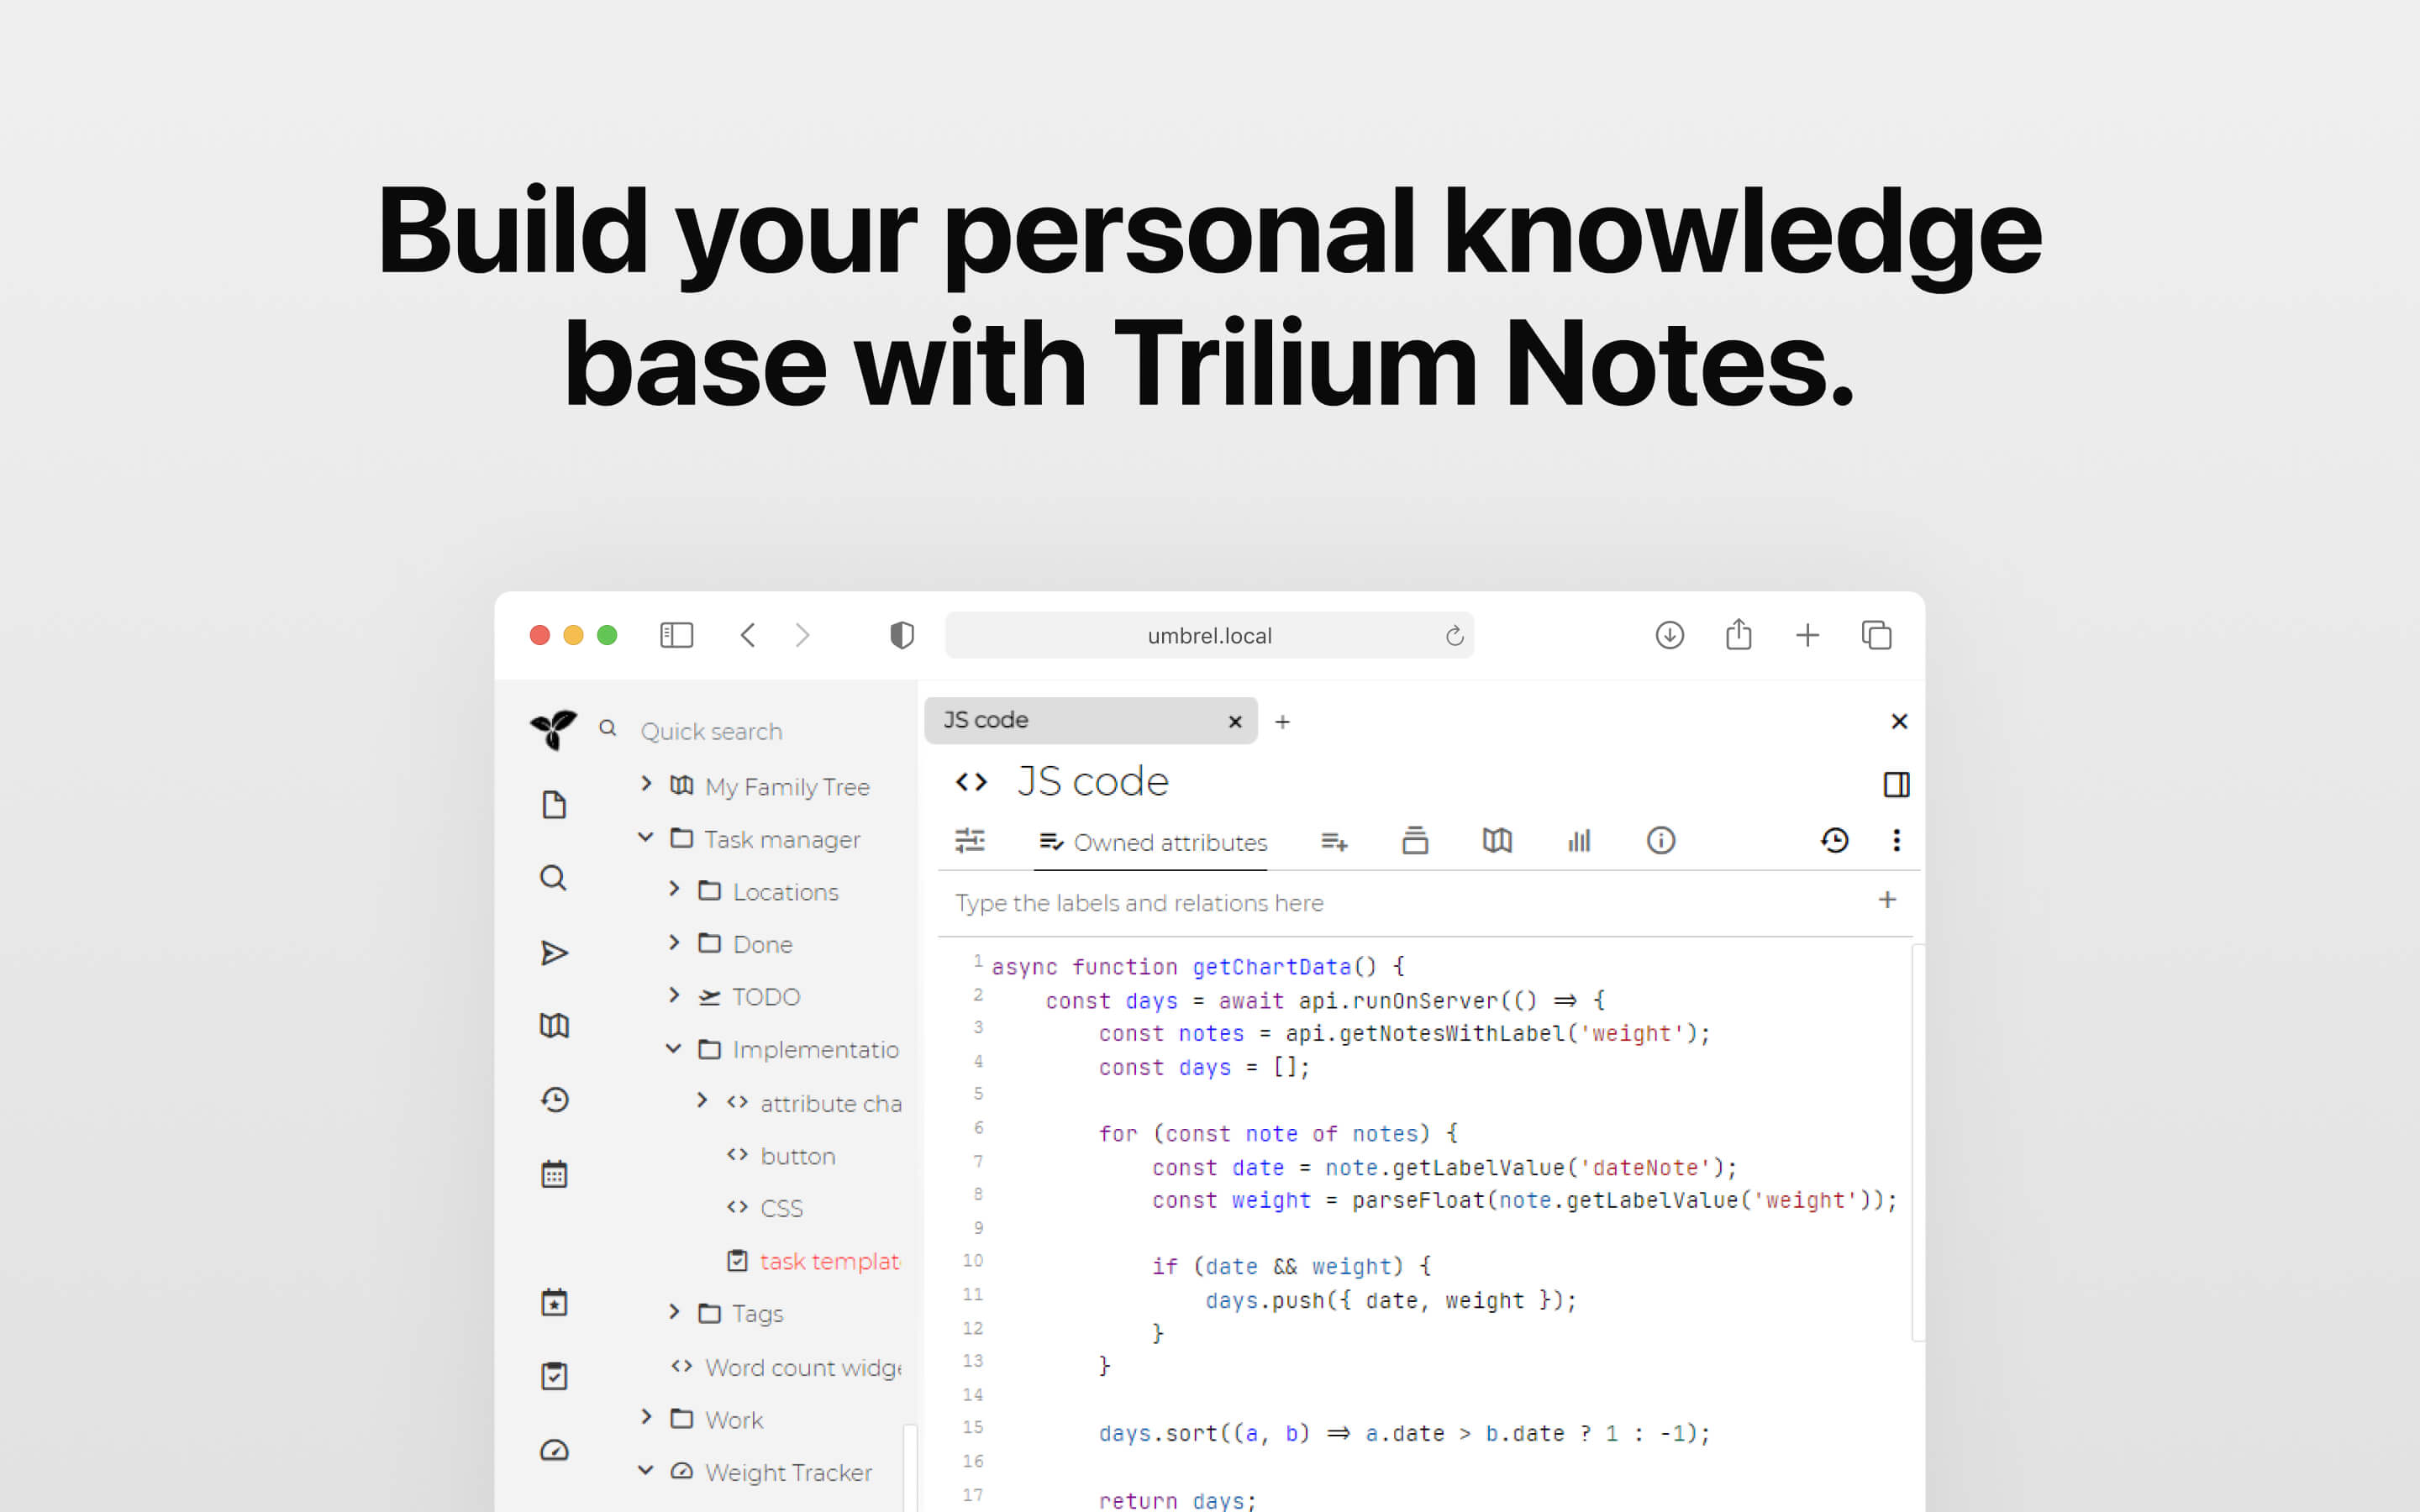 Build your personal knowledge
base with Trilium Notes.
umbrel.local
Quick search
My Family Tree
Task manager
Locations
Done
TODO
Implementatio
attribute cha
button
CSS
task templat
Tags
Word count widge
Work
Weight Tracker
JS code
JS code
Owned attributes
Type the labels and relations here
1 async function getChartData() {
2 const days = await api.runOnServer(() => {
3 const notes = api.getNotesWithLabel('weight');
4 const days = [];
5
6 for (const note of notes) {
7 const date = note.getLabelValue('dateNote');
8 const weight = parseFloat(note.getLabelValue('weight'));
9
10 if (date && weight) {
11 days.push({ date, weight });
12 }
13 }
14
15 days.sort((a, b) => a.date > b.date ? 1 : -1);
16
17 return days;